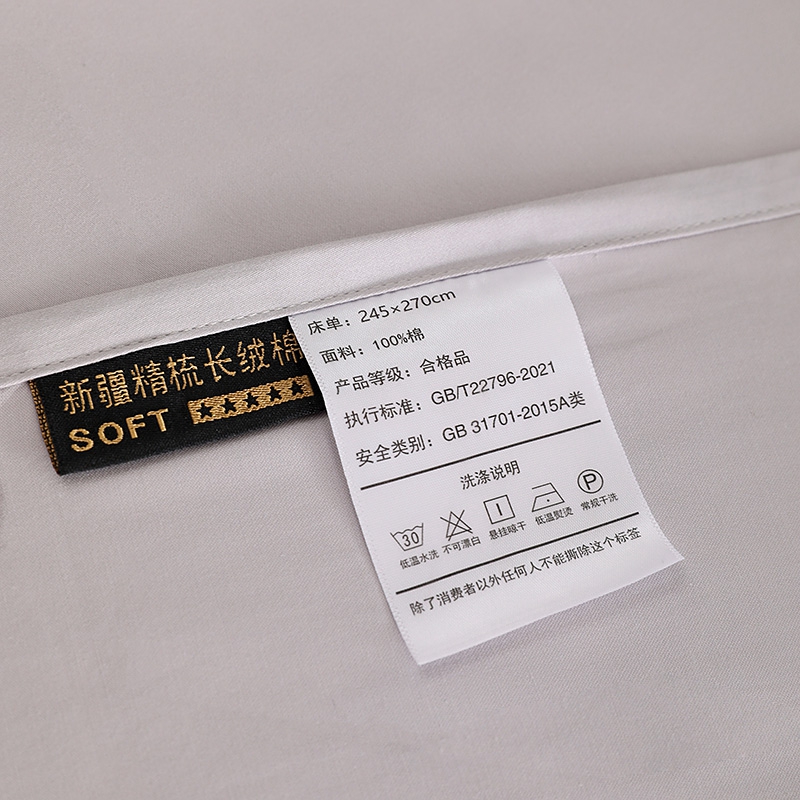 新疆精梳长绒棉
SOFT ★★★★★
床单：245×270cm
面料：100%棉
产品等级：合格品
执行标准：GB/T22796-2021
安全类别：GB 31701-2015A类
洗涤说明
30 P
低温水洗 不可漂白 悬挂晾干 低温熨烫 常规干洗
除了消费者以外任何人不能撕除这个标签